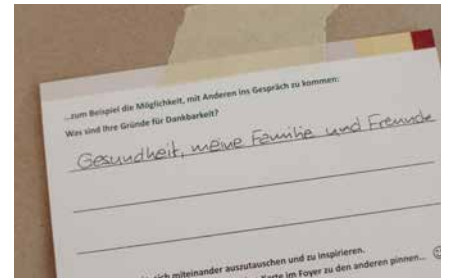 ...zum Beispiel die Möglichkeit, mit Anderen ins Gespräch zu kommen:
Was sind Ihre Gründe für Dankbarkeit?
Gesundheit, meine Familie und Freunde
sich miteinander auszutauschen und zu inspirieren.
Karte im Foyer zu den anderen pinnen...